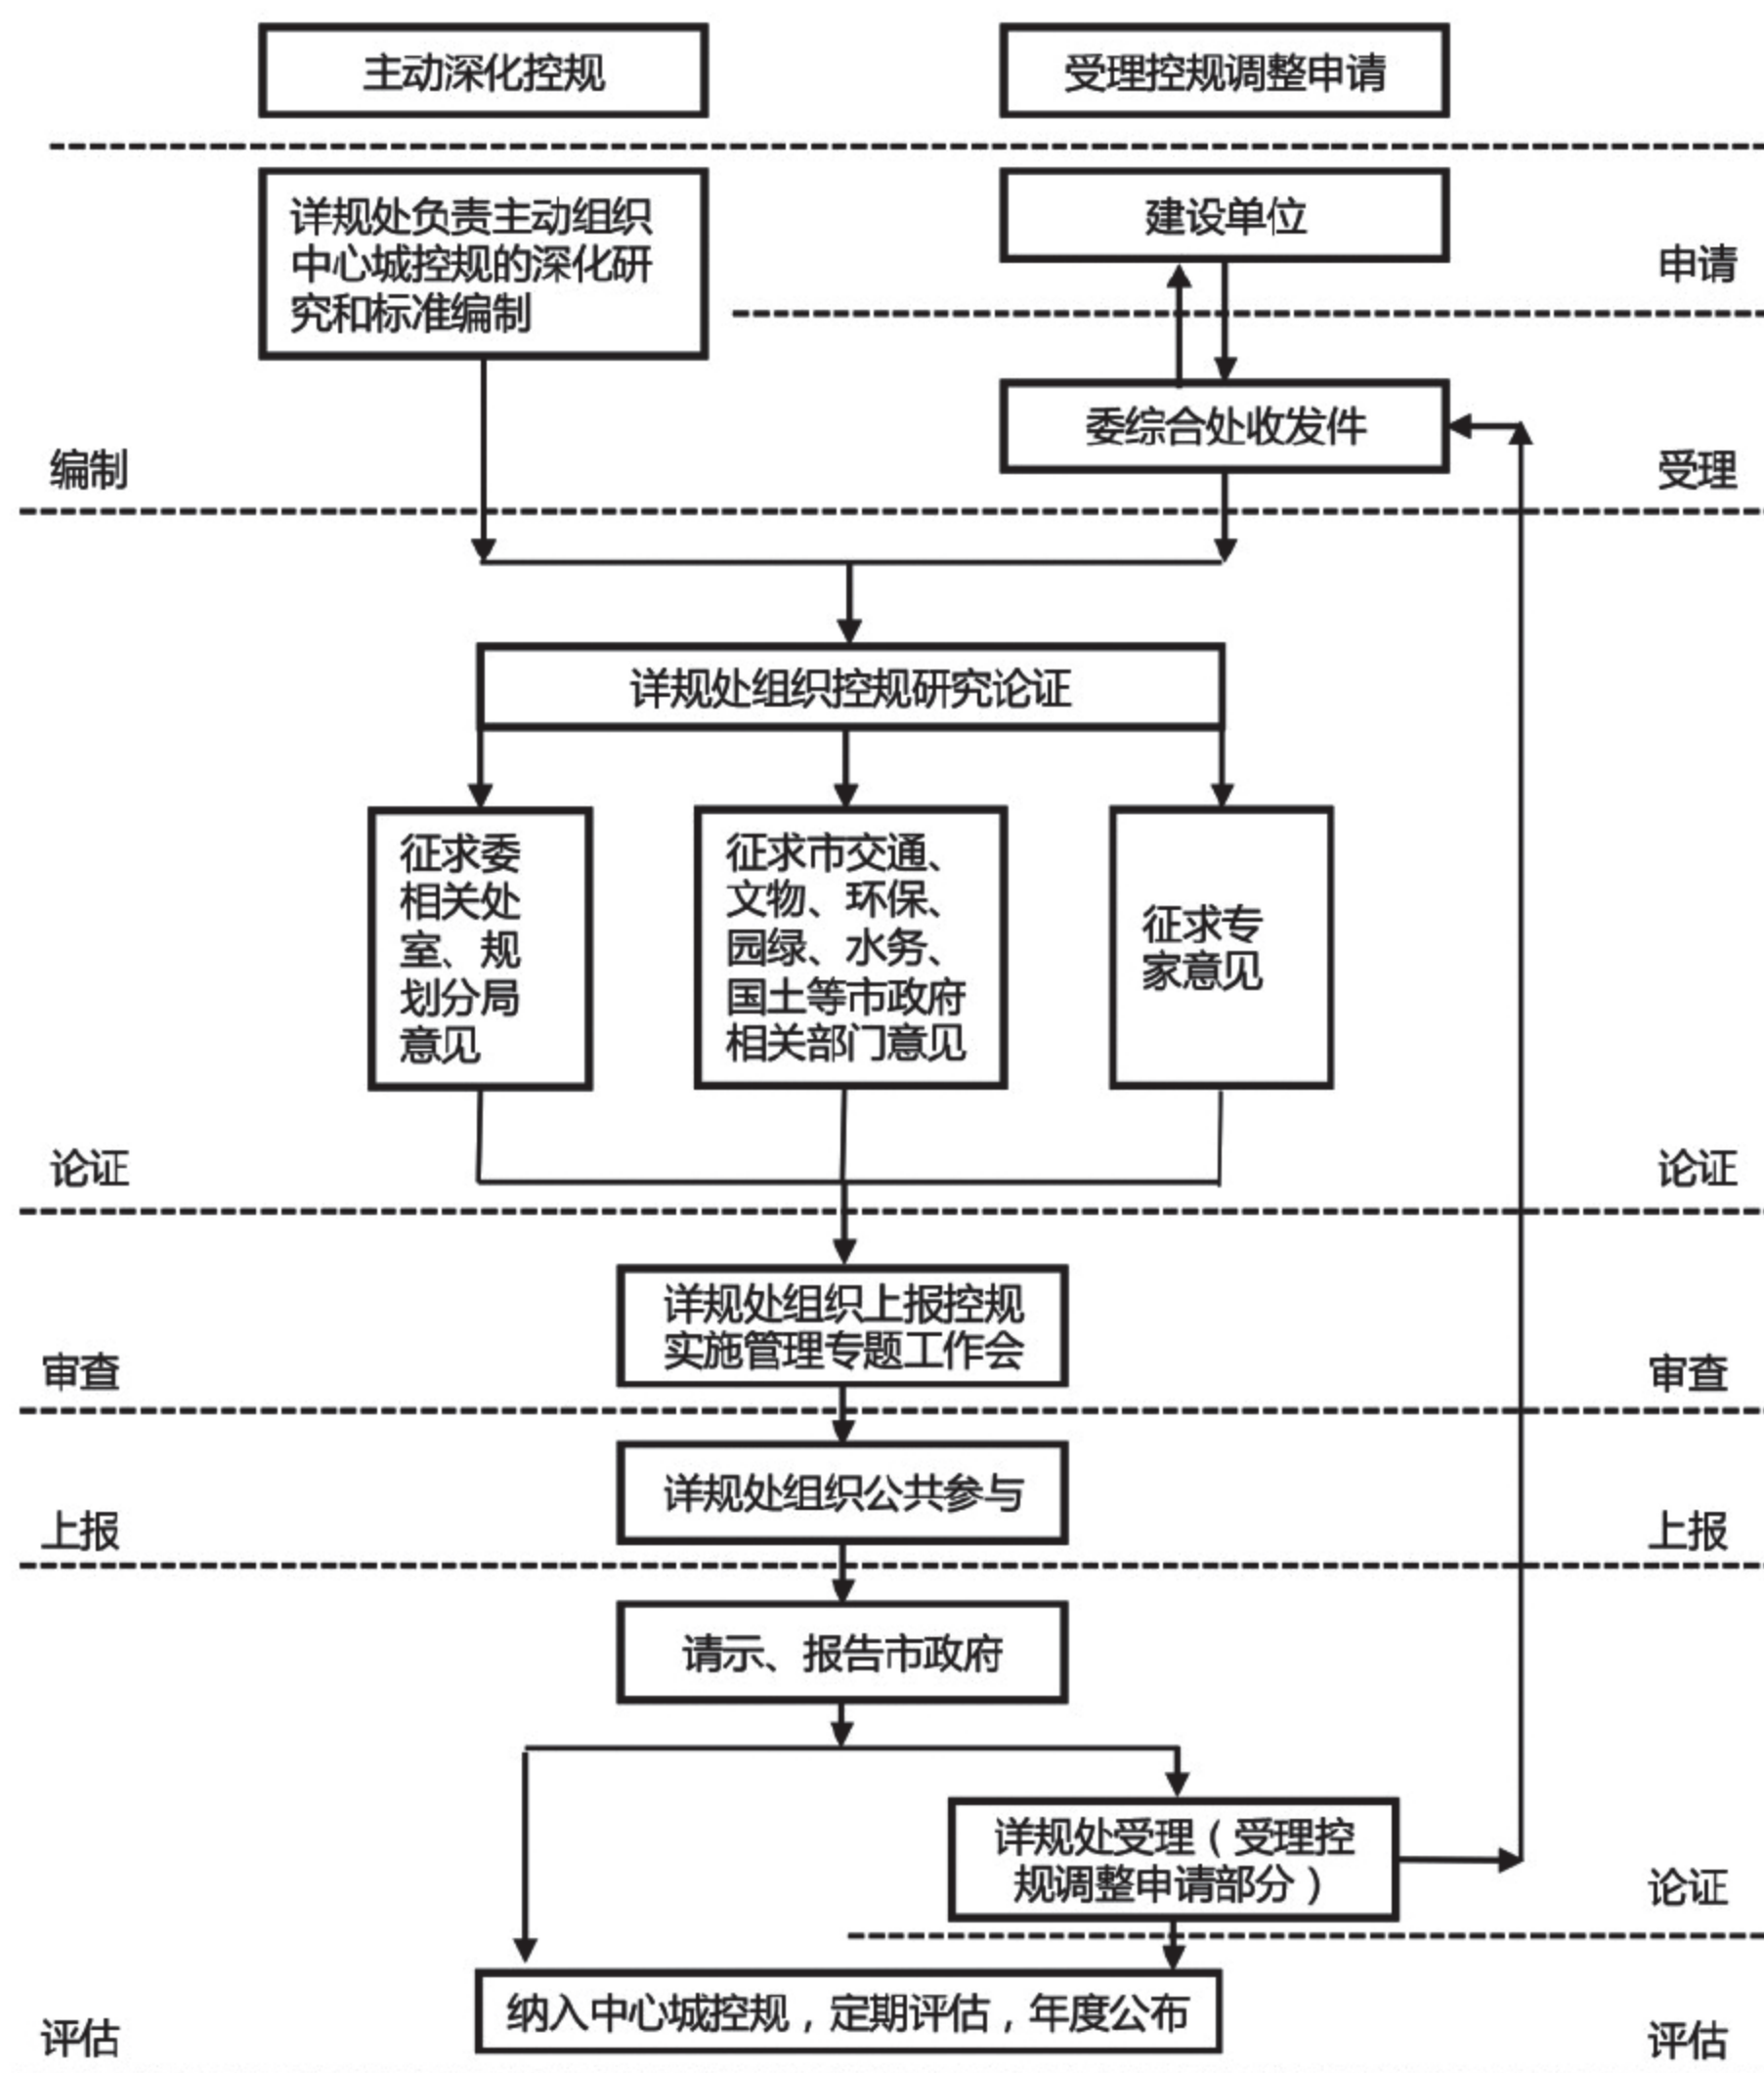 主动深化控规
受理控规调整申请
详规处负责主动组织
中心城控规的深化研
究和标准编制
建设单位
申请
委综合处收发件
编制
受理
详规处组织控规研究论证
征求委
相关处
室、规
划分局
意见
征求市交通、
文物、环保、
园绿、水务、
国土等市政府
相关部门意见
征求专
家意见
论证
论证
详规处组织上报控规
实施管理专题工作会
审查
审查
详规处组织公共参与
上报
上报
请示、报告市政府
详规处受理（受理控
规调整申请部分）
论证
纳入中心城控规，定期评估，年度公布
评估
评估